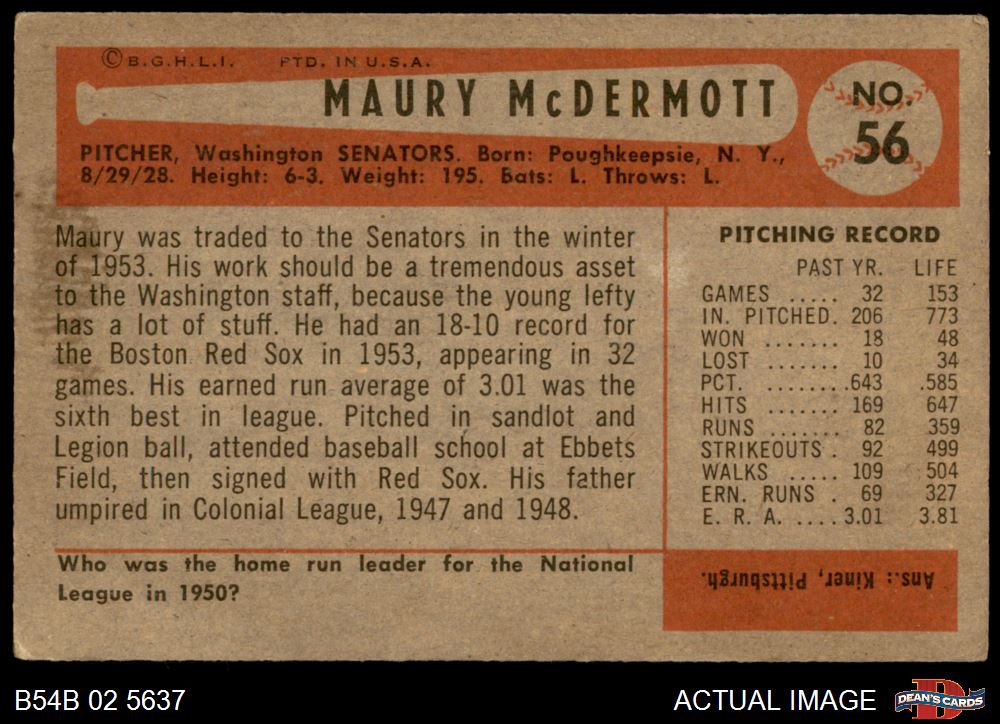 © B.G.H.L.I. PTD. IN U.S.A.
MAURY McDERMOTT
NO.
56
PITCHER, Washington SENATORS. Born: Poughkeepsie, N. Y.,
8/29/28. Height: 6-3. Weight: 195. Bats: L. Throws: L.
Maury was traded to the Senators in the winter
of 1953. His work should be a tremendous asset
to the Washington staff, because the young lefty
has a lot of stuff. He had an 18-10 record for
the Boston Red Sox in 1953, appearing in 32
games. His earned run average of 3.01 was the
sixth best in league. Pitched in sandlot and
Legion ball, attended baseball school at Ebbets
Field, then signed with Red Sox. His father
umpired in Colonial League, 1947 and 1948.
PITCHING RECORD
PAST YR. LIFE
GAMES ..... 32 153
IN. PITCHED. 206 773
WON ....... 18 48
LOST ....... 10 34
PCT. ........643 .585
HITS ....... 169 647
RUNS ....... 82 359
STRIKEOUTS . 92 499
WALKS ..... 109 504
ERN. RUNS . 69 327
E. R. A. ....3.01 3.81
Who was the home run leader for the National
League in 1950?
Ans.: Kiner, Pittsburgh.
B54B 02 5637
ACTUAL IMAGE
D
DEAN'S CARDS